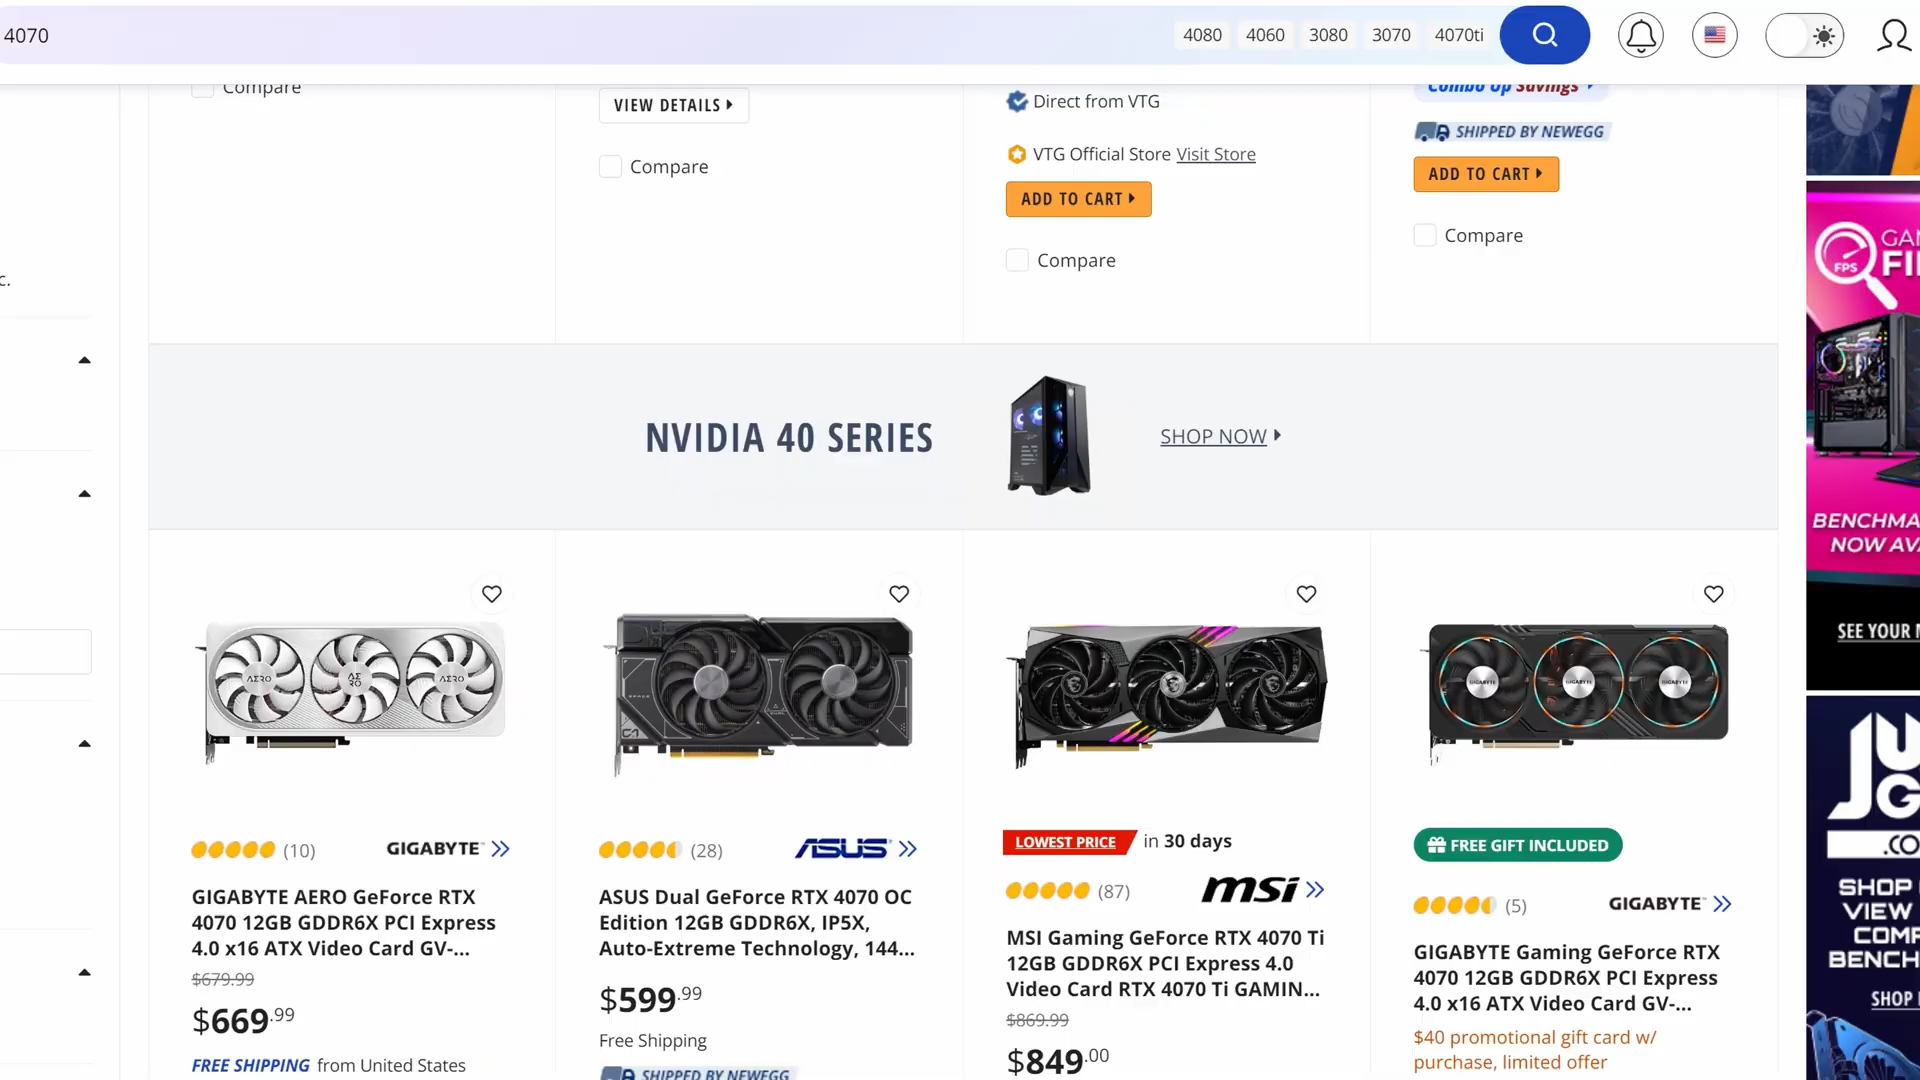 4070
4080 4060 3080 3070 4070ti
Compare
VIEW DETAILS
Compare
Direct from VTG
VTG Official Store Visit Store
ADD TO CART
Compare
Combo Up Savings
SHIPPED BY NEWEGG
ADD TO CART
Compare
c.
NVIDIA 40 SERIES
SHOP NOW
(10)
GIGABYTE
GIGABYTE AERO GeForce RTX
4070 12GB GDDR6X PCI Express
4.0 x16 ATX Video Card GV-...
$679.99
$669.99
FREE SHIPPING from United States
(28)
ASUS
ASUS Dual GeForce RTX 4070 OC
Edition 12GB GDDR6X, IP5X,
Auto-Extreme Technology, 144...
$599.99
Free Shipping
SHIPPED BY NEWEGG
LOWEST PRICE in 30 days
(87)
msi
MSI Gaming GeForce RTX 4070 Ti
12GB GDDR6X PCI Express 4.0
Video Card RTX 4070 Ti GAMIN...
$869.99
$849.00
FREE GIFT INCLUDED
(5)
GIGABYTE
GIGABYTE Gaming GeForce RTX
4070 12GB GDDR6X PCI Express
4.0 x16 ATX Video Card GV-...
$40 promotional gift card w/
purchase, limited offer
GA
FI
FPS
BENCHMA
NOW AV
SEE YOUR
JU
G
.CO
SHOP
VIEW
COMP
BENCH
SHOP